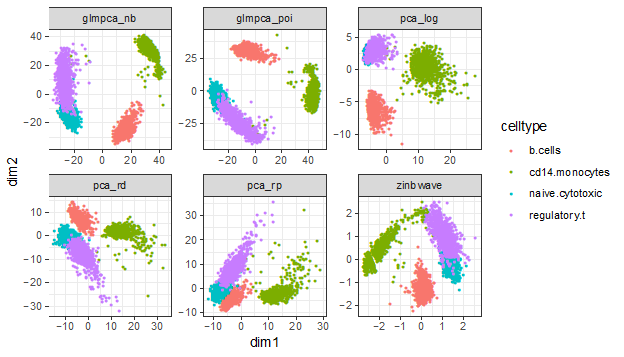 glmpca_nb glmpca_poi pca_log
40
20
0
-20
-20 0 20 40
25
0
-25
-20 0 20 40
5
0
-5
-10
0 10 20
celltype
b.cells
cd14.monocytes
naive.cytotoxic
regulatory.t
dim2
pca_rd pca_rp zinbwave
10
0
-10
-20
-30
-10 0 10 20 30
30
20
10
0
-10
-10 0 10 20 30
2
1
0
-1
-2
-2 -1 0 1 2
dim1